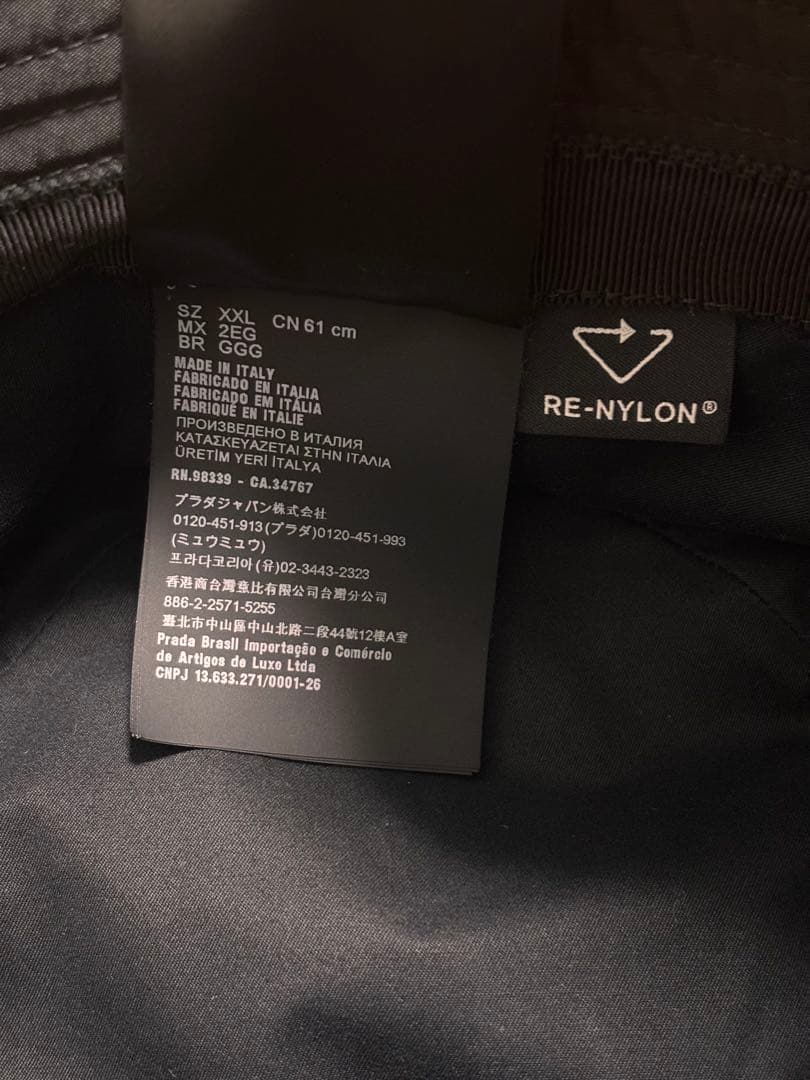 SZ XXL CN 61 cm
MX 2EG
BR GGG
MADE IN ITALY
FABRICADO EN ITALIA
FABRICADO EM ITÁLIA
FABRIQUÉ EN ITALIE
ПРОИЗВЕДЕНО В ИТАЛИЯ
ΚΑΤΑΣΚΕΥΑΖΕΤΑΙ ΣΤΗΝ ΙΤΑΛΙΑ
ÜRETİM YERİ İTALYA
RN.98339 - CA.34767
プラダジャパン株式会社
0120-451-913(プラダ)0120-451-993
(ミュウミュウ)
프라다코리아(유)02-3443-2323
香港商台灣意比有限公司台灣分公司
886-2-2571-5255
臺北市中山區中山北路二段44號12樓A室
Prada Brasil Importação e Comércio
de Artigos de Luxo Ltda
CNPJ 13.633.271/0001-26
RE-NYLON®